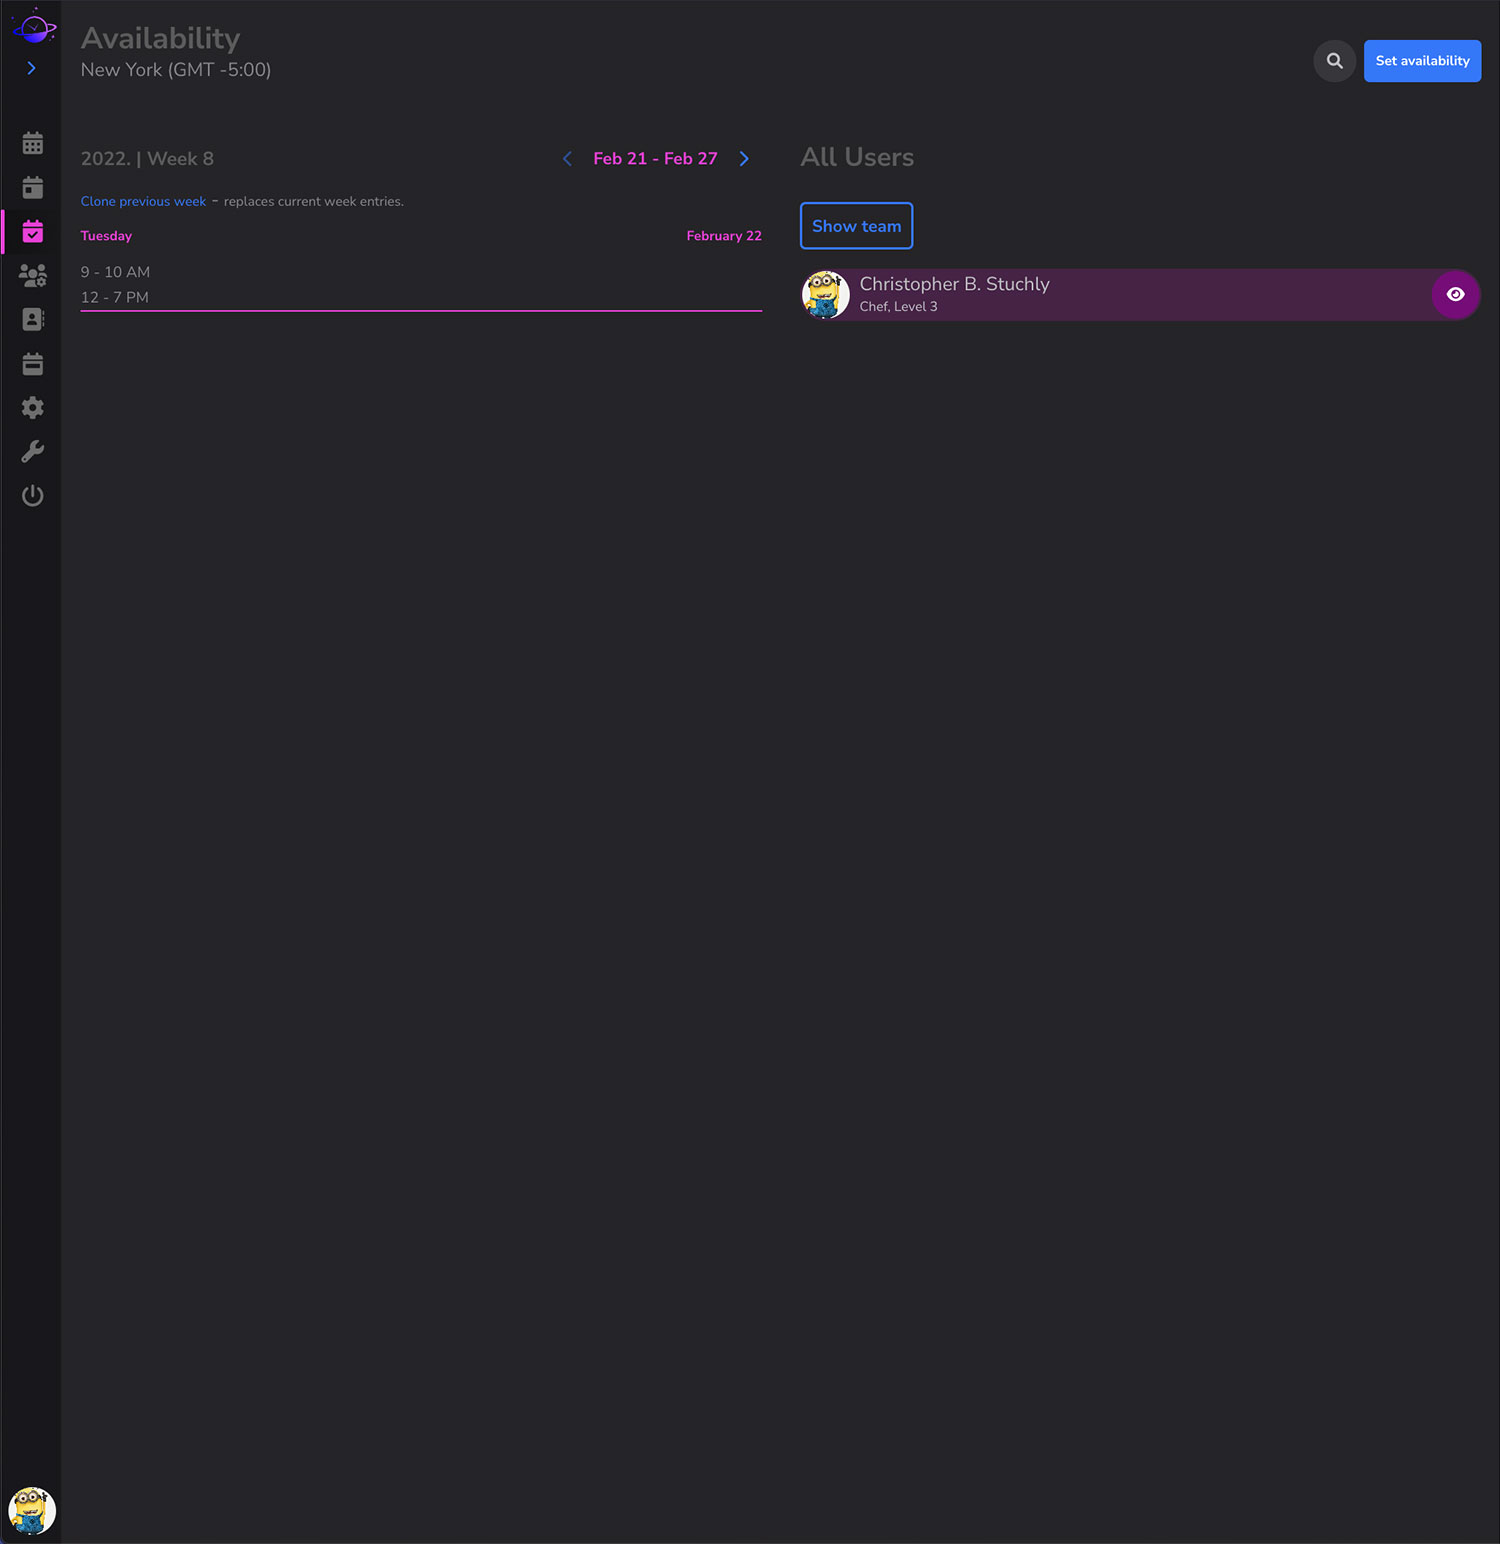 Availability
New York (GMT -5:00)
Set availability
2022. | Week 8
Feb 21 - Feb 27
Clone previous week - replaces current week entries.
Tuesday
February 22
9 - 10 AM
12 - 7 PM
All Users
Show team
Christopher B. Stuchly
Chef, Level 3